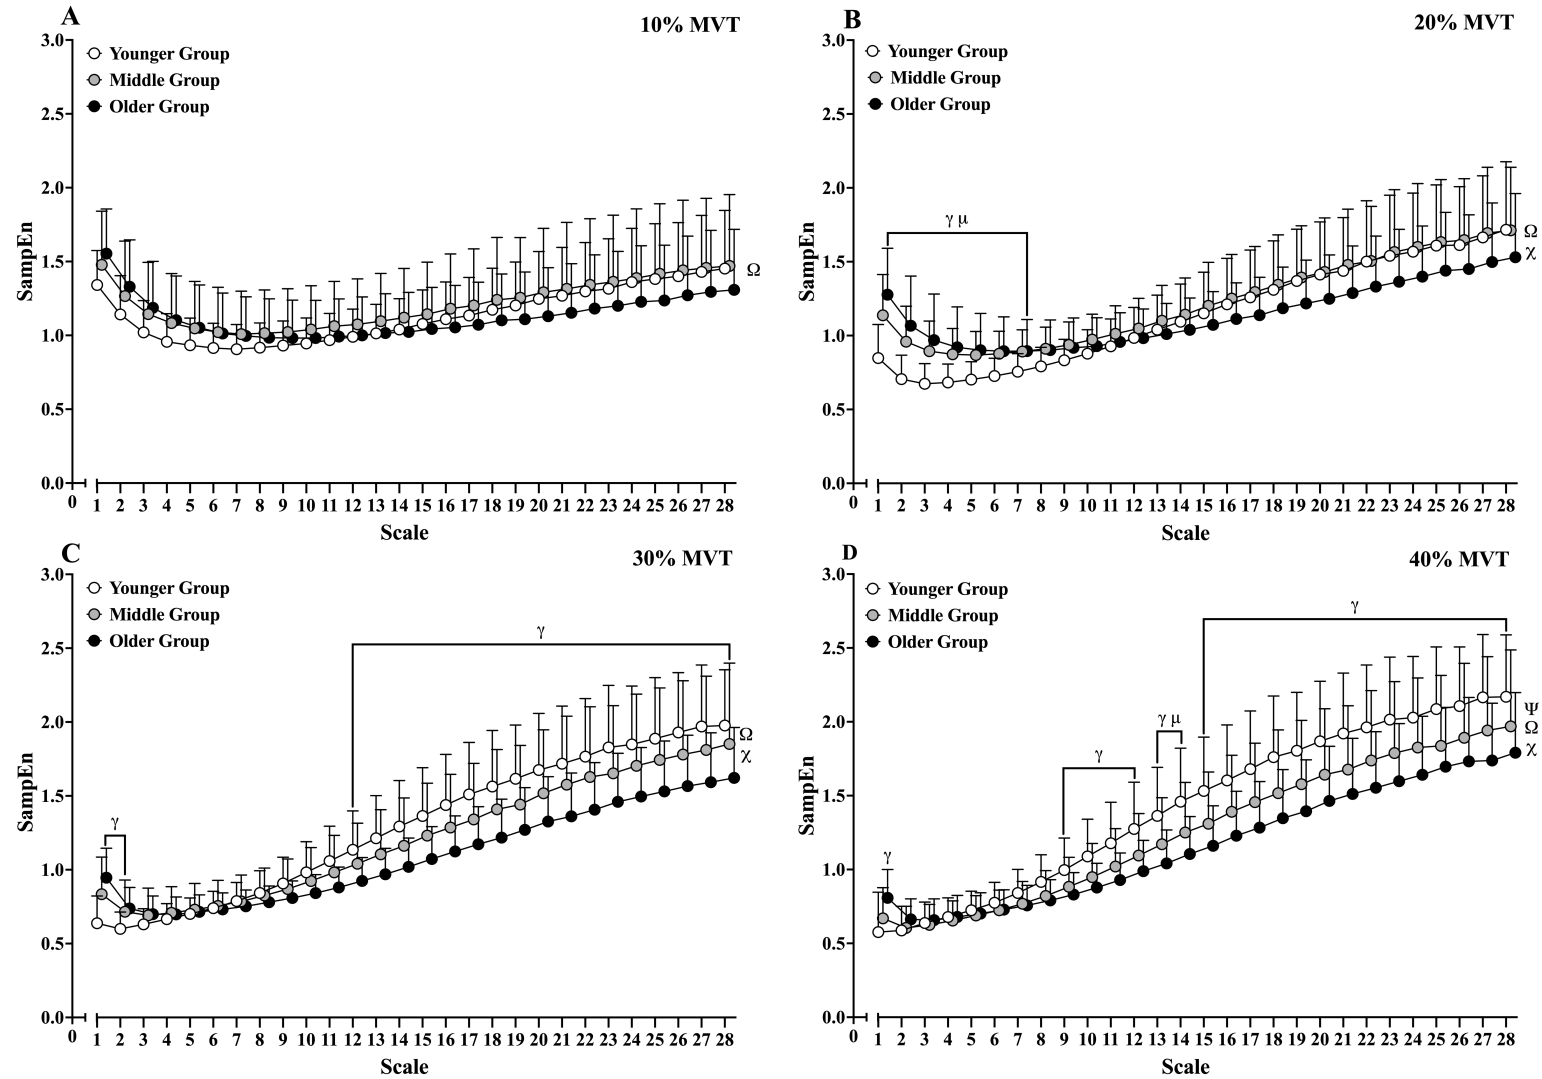 A
10% MVT
3.0
2.5
2.0
1.5
1.0
0.5
0.0
SampEn
Younger Group
Middle Group
Older Group
Ω
0 1 2 3 4 5 6 7 8 9 10 11 12 13 14 15 16 17 18 19 20 21 22 23 24 25 26 27 28
Scale
B
20% MVT
3.0
2.5
2.0
1.5
1.0
0.5
0.0
SampEn
Younger Group
Middle Group
Older Group
γ μ
Ω
χ
0 1 2 3 4 5 6 7 8 9 10 11 12 13 14 15 16 17 18 19 20 21 22 23 24 25 26 27 28
Scale
C
30% MVT
3.0
2.5
2.0
1.5
1.0
0.5
0.0
SampEn
Younger Group
Middle Group
Older Group
γ
γ
Ω
χ
0 1 2 3 4 5 6 7 8 9 10 11 12 13 14 15 16 17 18 19 20 21 22 23 24 25 26 27 28
Scale
D
40% MVT
3.0
2.5
2.0
1.5
1.0
0.5
0.0
SampEn
Younger Group
Middle Group
Older Group
γ
γ μ
γ
γ
Ψ
Ω
χ
0 1 2 3 4 5 6 7 8 9 10 11 12 13 14 15 16 17 18 19 20 21 22 23 24 25 26 27 28
Scale